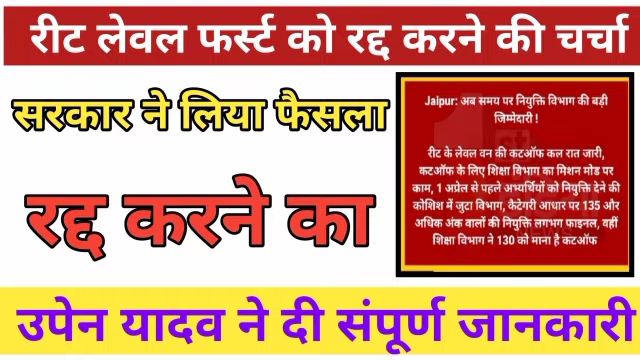 रीट लेवल फर्स्ट को रद्द करने की चर्चा
सरकार ने लिया फैसला
रद्द करने का
Jaipur: अब समय पर नियुक्ति विभाग की बड़ी
जिम्मेदारी !
रीट के लेवल वन की कटऑफ कल रात जारी,
कटऑफ के लिए शिक्षा विभाग का मिशन मोड पर
काम, 1 अप्रेल से पहले अभ्यर्थियों को नियुक्ति देने की
कोशिश में जुटा विभाग, कैटेगरी आधार पर 135 और
अधिक अंक वालों की नियुक्ति लगभग फाइनल, वहीं
शिक्षा विभाग ने 130 को माना है कटऑफ
उपेन यादव ने दी संपूर्ण जानकारी